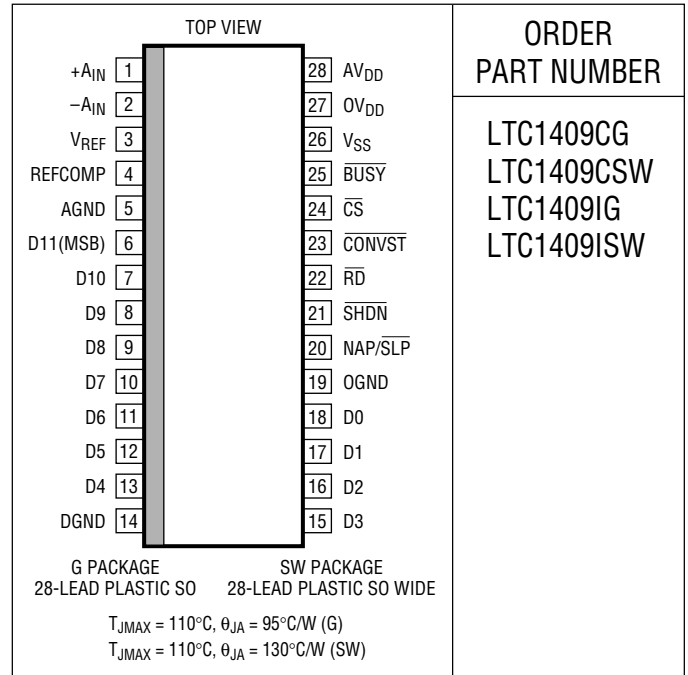 TOP VIEW
+AIN 1
–AIN 2
VREF 3
REFCOMP 4
AGND 5
D11(MSB) 6
D10 7
D9 8
D8 9
D7 10
D6 11
D5 12
D4 13
DGND 14
28 AVDD
27 OVDD
26 VSS
25 BUSY
24 CS
23 CONVST
22 RD
21 SHDN
20 NAP/SLP
19 OGND
18 D0
17 D1
16 D2
15 D3
G PACKAGE
28-LEAD PLASTIC SO
SW PACKAGE
28-LEAD PLASTIC SO WIDE
TJMAX = 110°C, θJA = 95°C/W (G)
TJMAX = 110°C, θJA = 130°C/W (SW)
ORDER
PART NUMBER
LTC1409CG
LTC1409CSW
LTC1409IG
LTC1409ISW